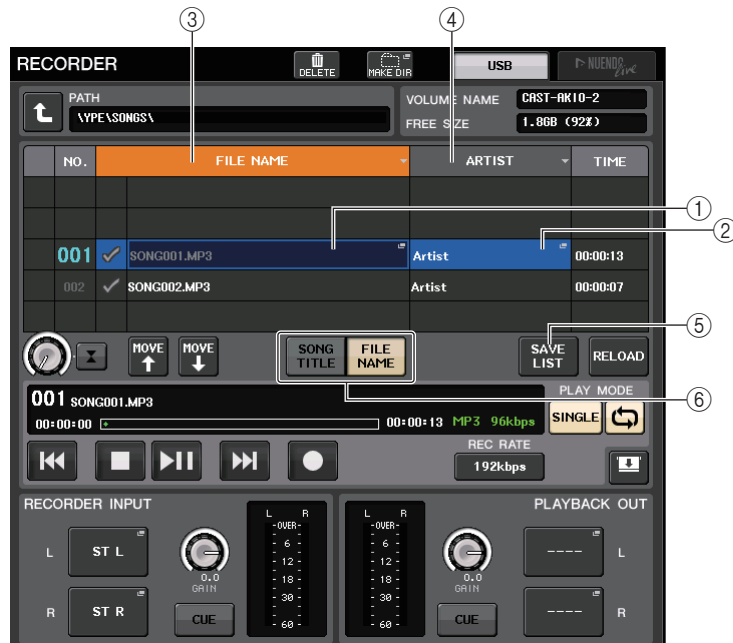 ③ ④
RECORDER DELETE MAKE DIR USB NUENDO Live
PATH VOLUME NAME CAST-AKIO-2
\YPE\SONGS\ FREE SIZE 1.8GB (92%)
NO. FILE NAME ARTIST TIME
①
②
001 SONG001.MP3 Artist 00:00:13
002 SONG002.MP3 Artist 00:00:07
⑤
MOVE MOVE SONG TITLE FILE NAME SAVE LIST RELOAD
001 SONG001.MP3 PLAY MODE
⑥
00:00:00 00:00:13 MP3 96kbps SINGLE
REC RATE
192kbps
RECORDER INPUT PLAYBACK OUT
L R L R
-OVER- -OVER-
6 6
L ST L 12 12 ---- L
0.0 18 18 0.0
GAIN 30 30 GAIN
R ST R CUE 60 60 CUE ---- R